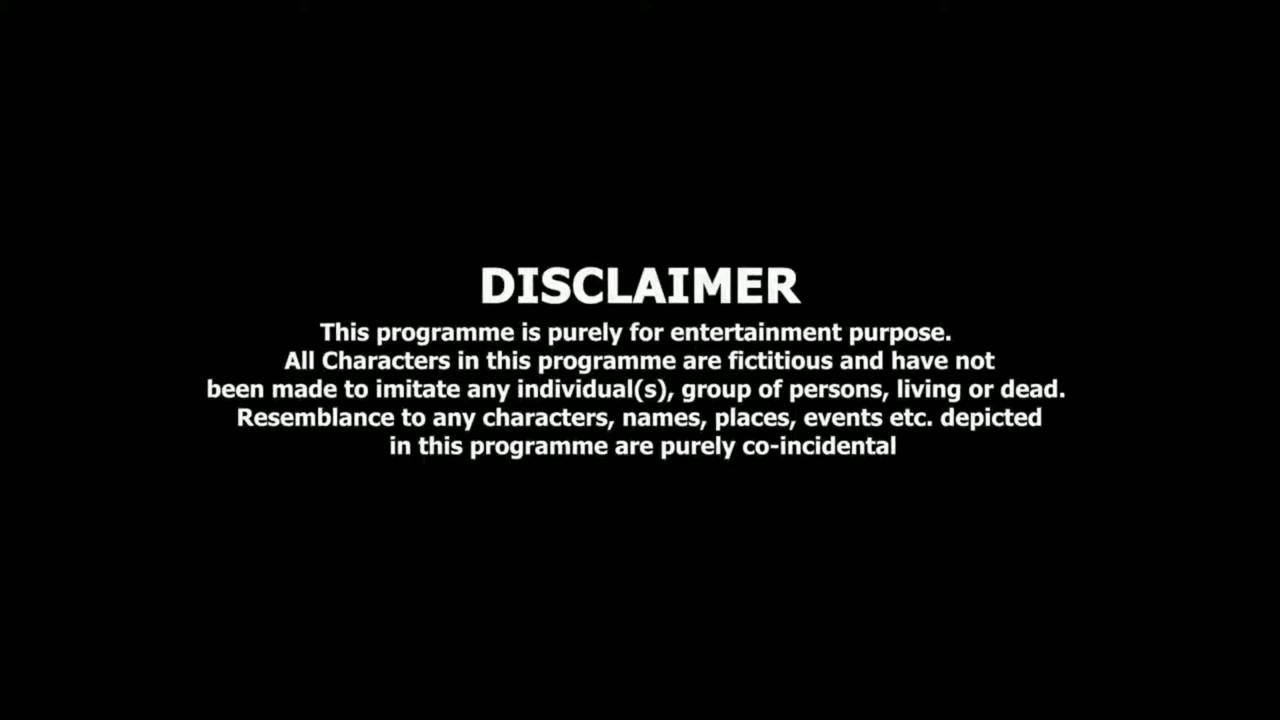 DISCLAIMER
This programme is purely for entertainment purpose.
All Characters in this programme are fictitious and have not
been made to imitate any individual(s), group of persons, living or dead.
Resemblance to any characters, names, places, events etc. depicted
in this programme are purely co-incidental